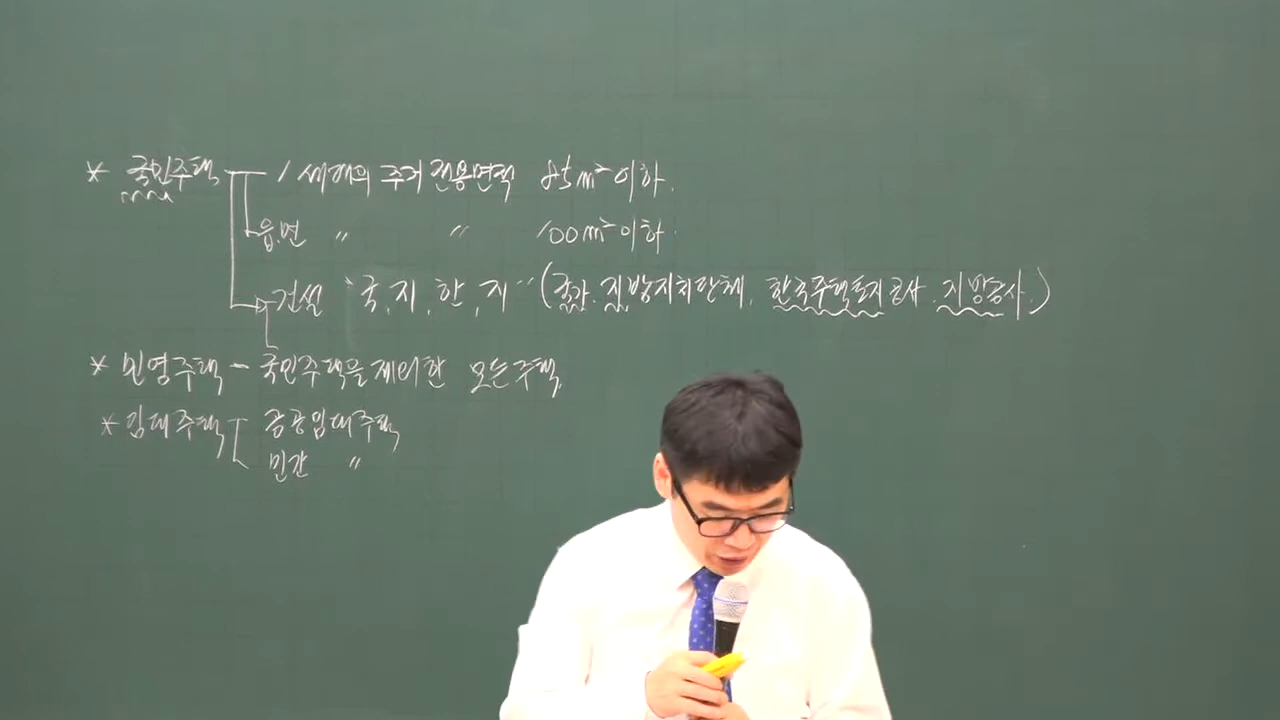 * 국민주택 1세대의 주거전용면적 85m² 이하.
읍.면 〃 〃 100m² 이하.
건설 "국, 지, 한, 지" (국가. 지방자치단체, 한국주택토지공사. 지방공사.)
* 민영주택 - 국민주택을 제외한 모든주택.
* 임대주택 공공임대주택
민간 〃